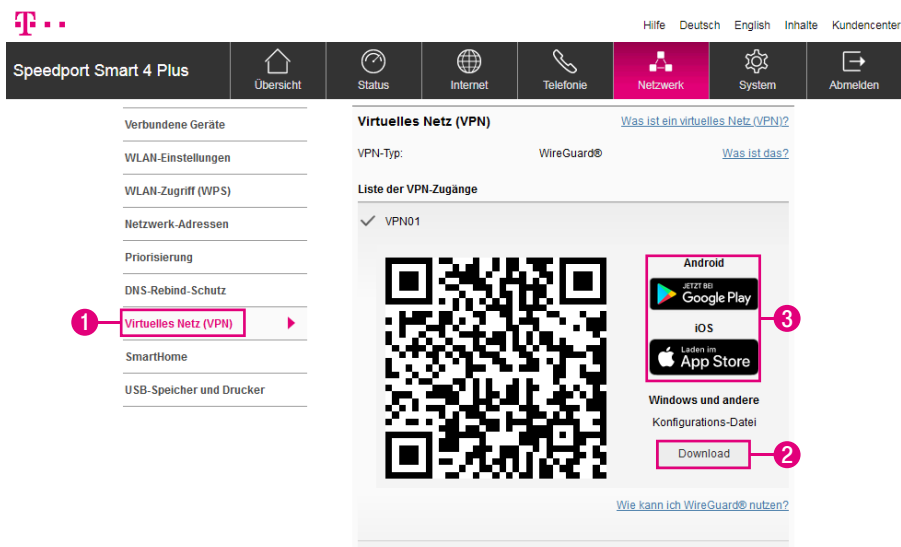 T
Hilfe Deutsch English Inhalte Kundencenter
Speedport Smart 4 Plus
Übersicht Status Internet Telefonie Netzwerk System Abmelden
Verbundene Geräte
WLAN-Einstellungen
WLAN-Zugriff (WPS)
Netzwerk-Adressen
Priorisierung
DNS-Rebind-Schutz
1
Virtuelles Netz (VPN)
SmartHome
USB-Speicher und Drucker
Virtuelles Netz (VPN) Was ist ein virtuelles Netz (VPN)?
VPN-Typ: WireGuard® Was ist das?
Liste der VPN-Zugänge
VPN01
Android
JETZT BEI
Google Play
3
iOS
Laden im
App Store
Windows und andere
Konfigurations-Datei
Download 2
Wie kann ich WireGuard® nutzen?